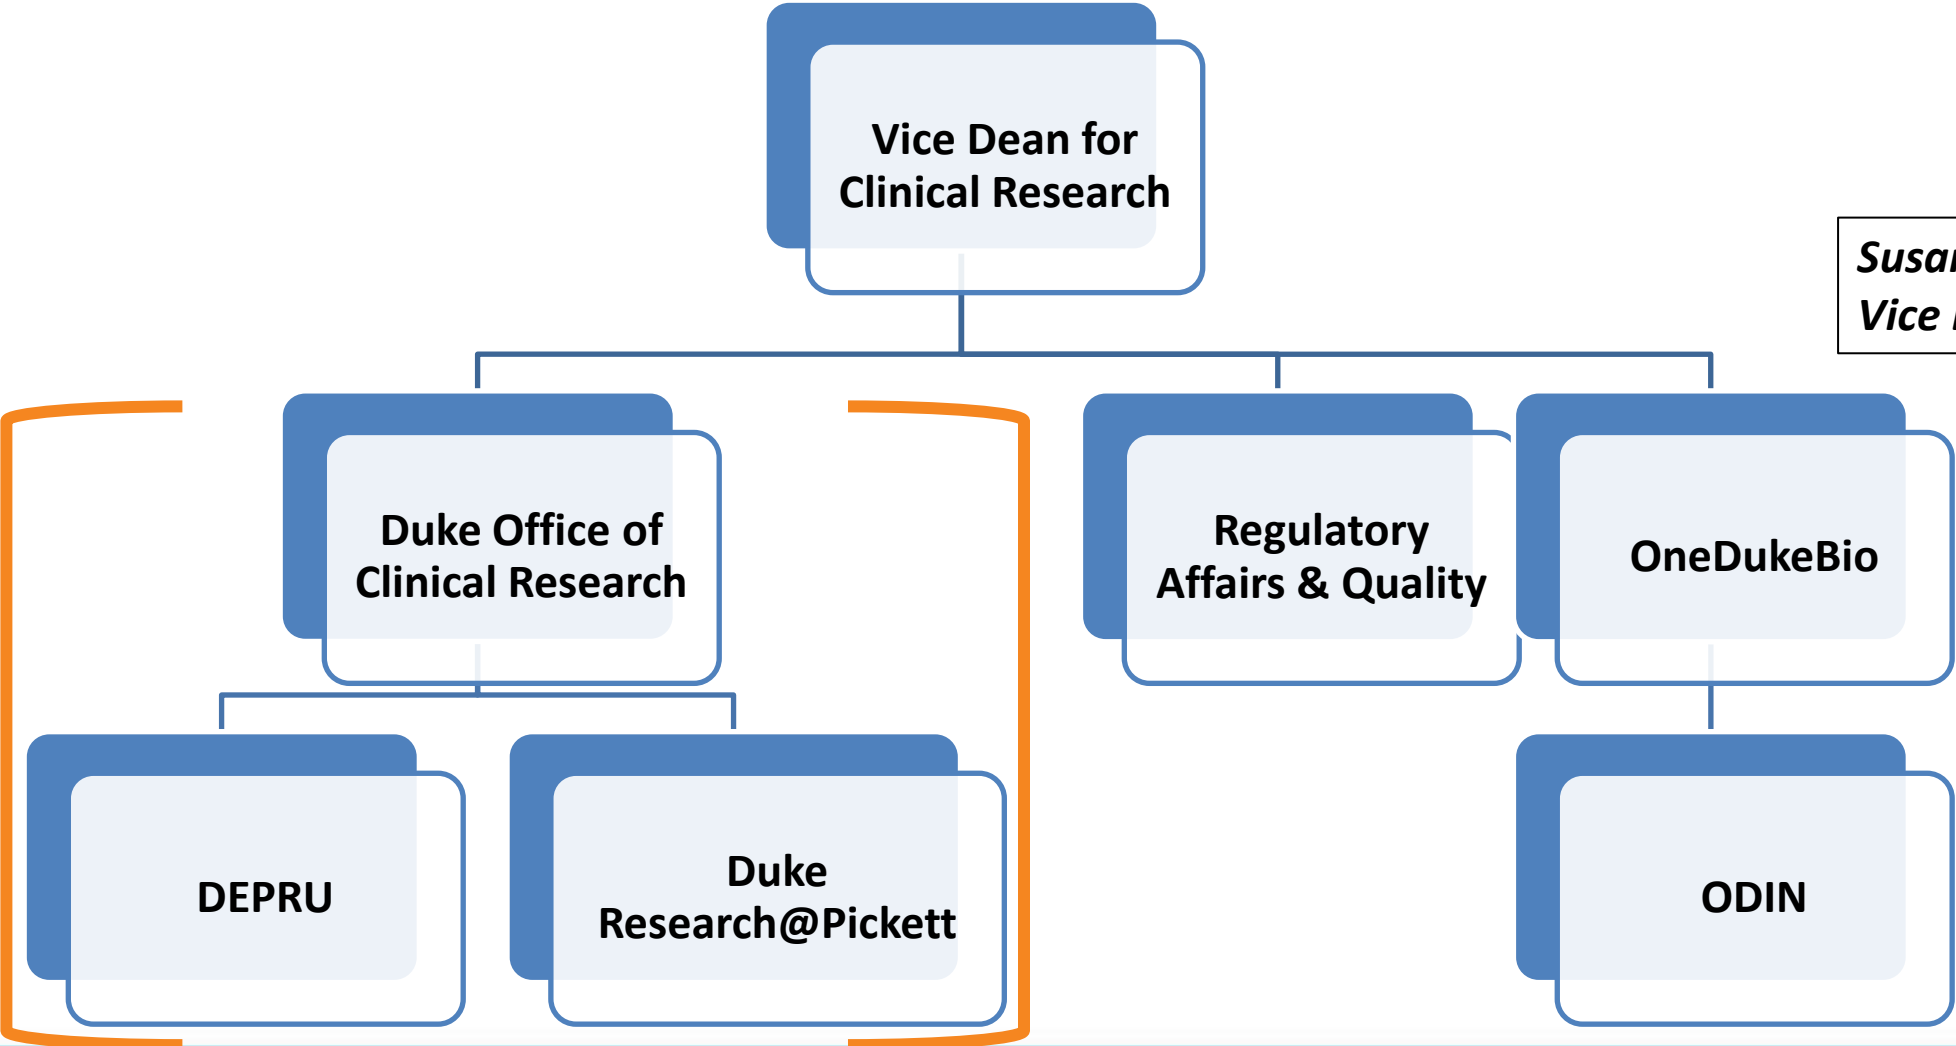 Vice Dean for
Clinical Research
Vice
Duke Office of
Clinical Research
Regulatory
Affairs & Quality
OneDukeBio
DEPRU
Duke
Research@Pickett
ODIN